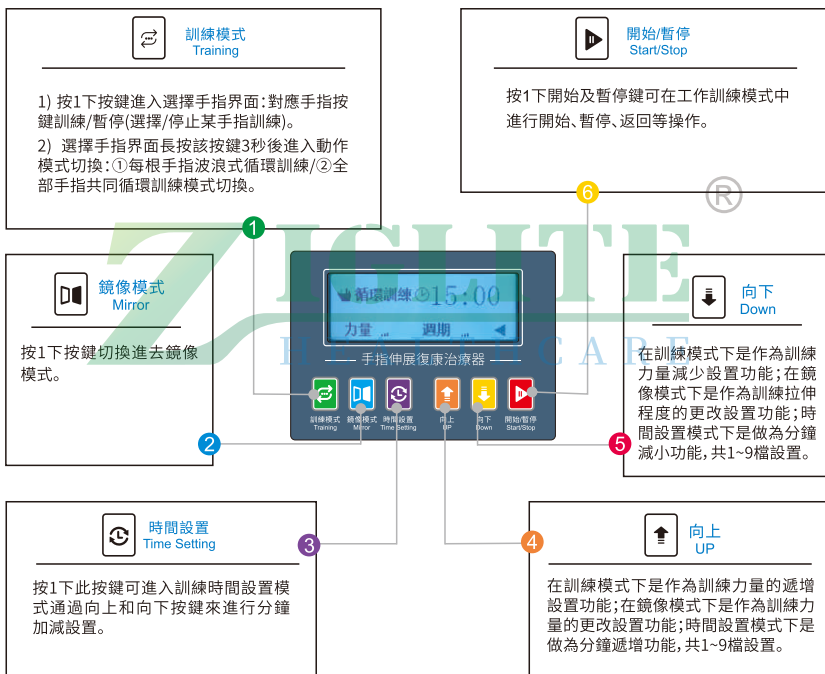 訓練模式
Training
1) 按1下按鍵進入選擇手指界面:對應手指按
鍵訓練/暫停(選擇/停止某手指訓練)。
2) 選擇手指界面長按該按鍵3秒後進入動作
模式切換:①每根手指波浪式循環訓練/②全
部手指共同循環訓練模式切換。
開始/暫停
Start/Stop
按1下開始及暫停鍵可在工作訓練模式中
進行開始、暫停、返回等操作。
1
6
ZIGLITE®
HEALTHCARE
鏡像模式
Mirror
按1下按鍵切換進去鏡像
模式。
2
循環訓練 15:00
力量 週期
手指伸展復康治療器
訓練模式 鏡像模式 時間設置 向上 向下 開始/暫停
Training Mirror Time Setting UP Down Start/Stop
向下
Down
在訓練模式下是作為訓練
力量減少設置功能;在鏡
像模式下是作為訓練拉伸
程度的更改設置功能;時
間設置模式下是做為分鐘
減小功能,共1~9檔設置。
5
時間設置
Time Setting
3
按1下此按鍵可進入訓練時間設置模
式通過向上和向下按鍵來進行分鐘
加減設置。
4
向上
UP
在訓練模式下是作為訓練力量的遞增
設置功能;在鏡像模式下是作為訓練力
量的更改設置功能;時間設置模式下是
做為分鐘遞增功能,共1~9檔設置。